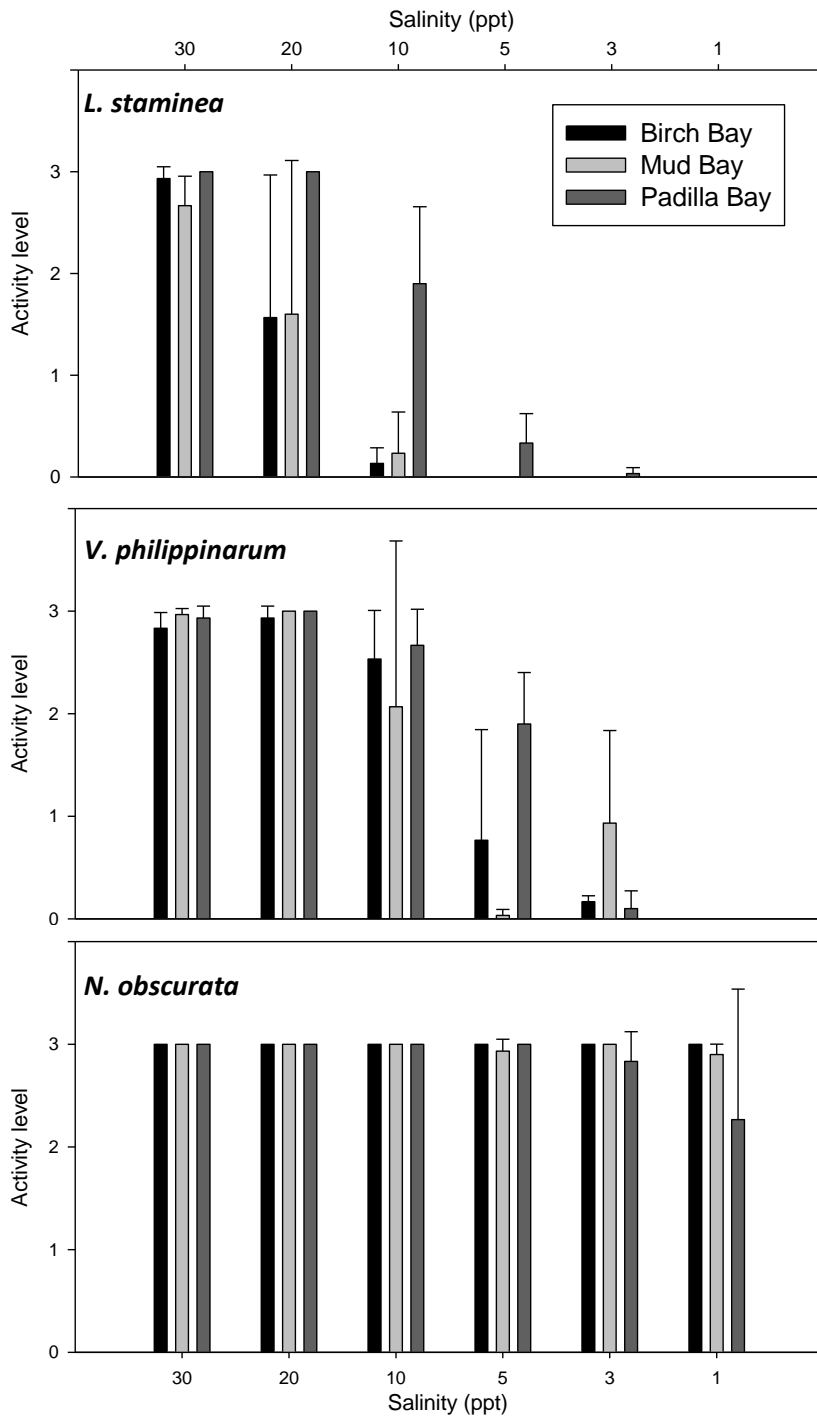 Salinity (ppt)
30 20 10 5 3 1
L. staminea
Birch Bay
Mud Bay
Padilla Bay
3
2
1
0
Activity level
V. philippinarum
3
2
1
0
Activity level
N. obscurata
3
2
1
0
Activity level
30 20 10 5 3 1
Salinity (ppt)